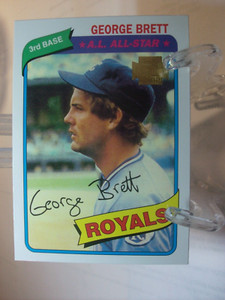 GEORGE BRETT
3rd BASE
★ A.L. ALL-STAR ★
George Brett
ROYALS